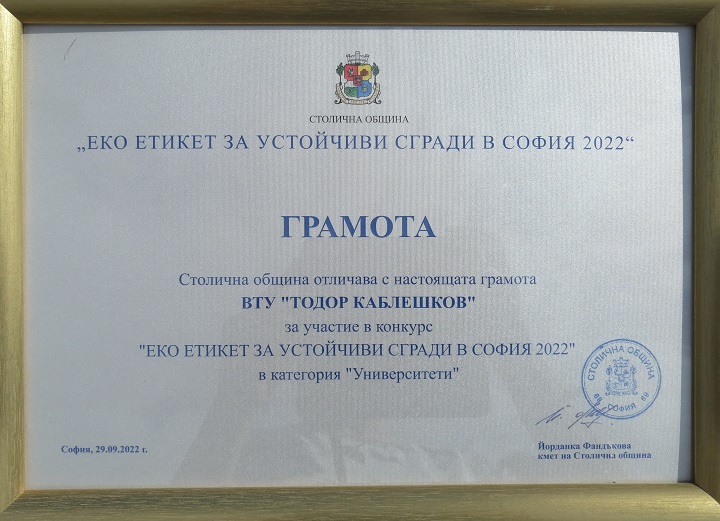 СТОЛИЧНА ОБЩИНА
„ЕКО ЕТИКЕТ ЗА УСТОЙЧИВИ СГРАДИ В СОФИЯ 2022“
ГРАМОТА
Столична община отличава с настоящата грамота
ВТУ "ТОДОР КАБЛЕШКОВ"
за участие в конкурс
"ЕКО ЕТИКЕТ ЗА УСТОЙЧИВИ СГРАДИ В СОФИЯ 2022"
в категория "Университети"
СТОЛИЧНА ОБЩИНА
69 СОФИЯ 69
София, 29.09.2022 г.
Йорданка Фандъкова
кмет на Столична община